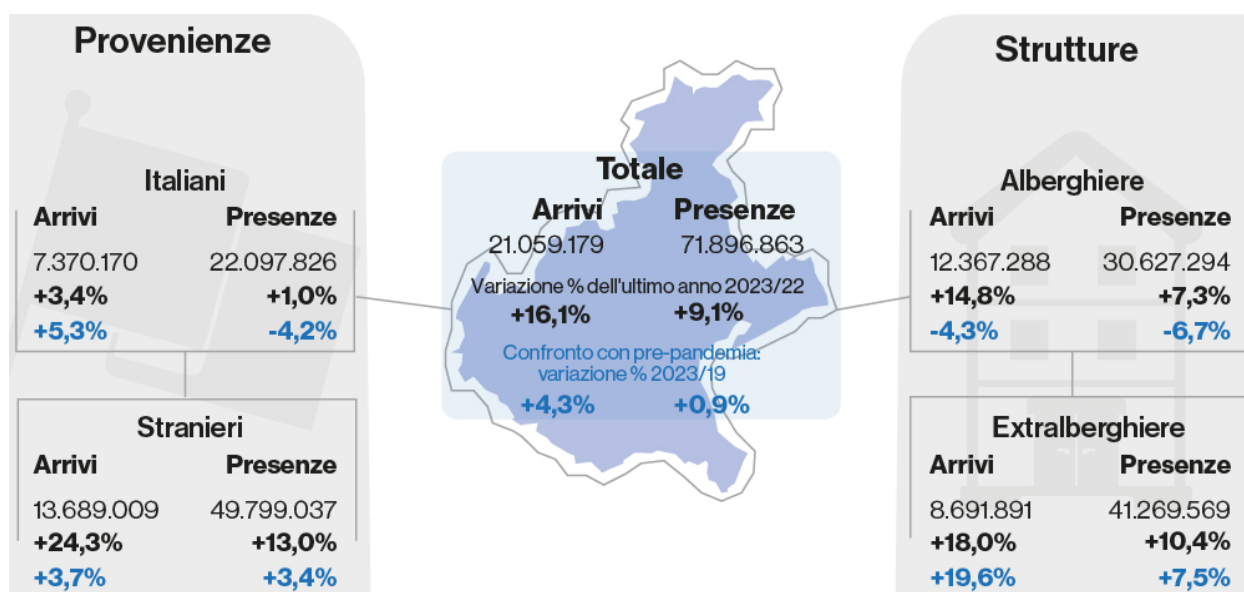 Provenienze
Italiani
Arrivi Presenze
7.370.170 22.097.826
+3,4% +1,0%
+5,3% -4,2%
Stranieri
Arrivi Presenze
13.689.009 49.799.037
+24,3% +13,0%
+3,7% +3,4%
Totale
Arrivi Presenze
21.059.179 71.896.863
Variazione % dell'ultimo anno 2023/22
+16,1% +9,1%
Confronto con pre-pandemia:
variazione % 2023/19
+4,3% +0,9%
Strutture
Alberghiere
Arrivi Presenze
12.367.288 30.627.294
+14,8% +7,3%
-4,3% -6,7%
Extralberghiere
Arrivi Presenze
8.691.891 41.269.569
+18,0% +10,4%
+19,6% +7,5%